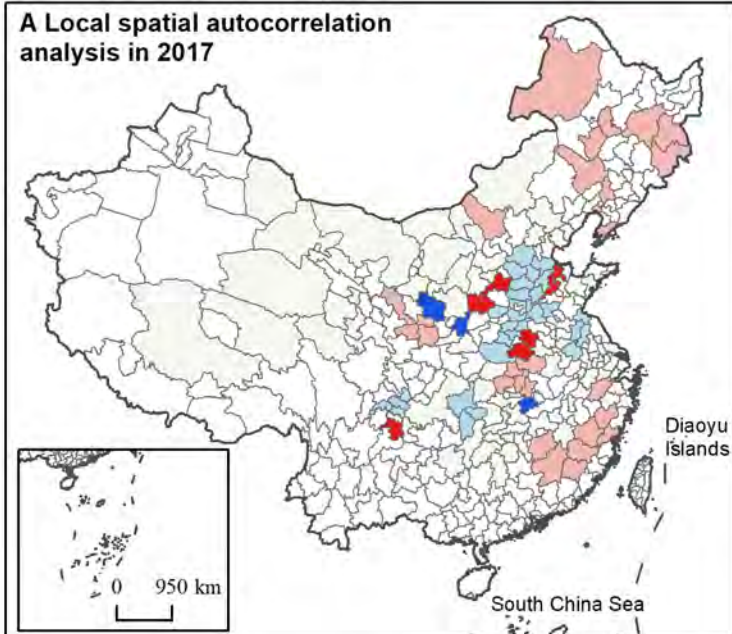 A Local spatial autocorrelation
analysis in 2017
Diaoyu
Islands
0 950 km
South China Sea